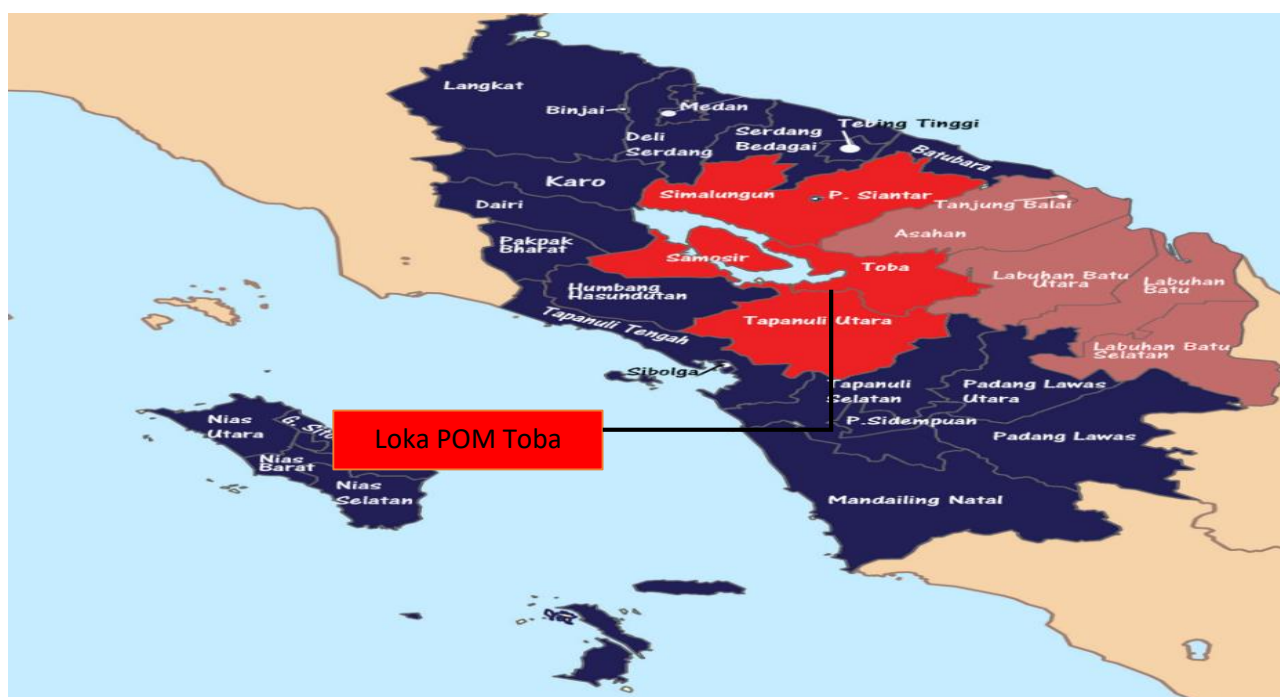 Langkat
Binjai
Medan
Tebing Tinggi
Deli
Serdang
Serdang
Bedagai
Batubara
Karo
Simalungun
P. Siantar
Dairi
Tanjung Balai
Asahan
Pakpak
Bharat
Samosir
Toba
Labuhan Batu
Utara
Labuhan
Batu
Humbang
Hasundutan
Tapanuli Tengah
Tapanuli Utara
Labuhan Batu
Selatan
Sibolga
Tapanuli
Selatan
Padang Lawas
Utara
Nias
Utara
G. Sito
P.Sidempuan
Loka POM Toba
Padang Lawas
Nias
Barat
Nias
Selatan
Mandailing Natal